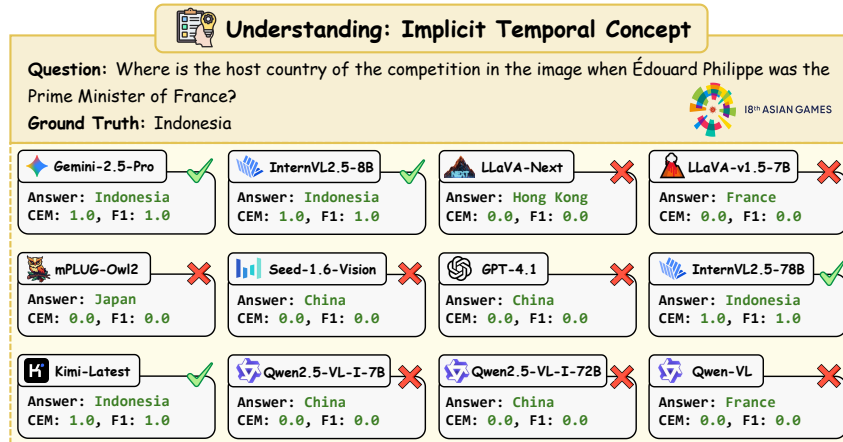 Understanding: Implicit Temporal Concept
Question: Where is the host country of the competition in the image when Édouard Philippe was the
Prime Minister of France?
18th ASIAN GAMES
Ground Truth: Indonesia
Gemini-2.5-Pro
Answer: Indonesia
CEM: 1.0, F1: 1.0
InternVL2.5-8B
Answer: Indonesia
CEM: 1.0, F1: 1.0
NEXT
LLaVA-Next
Answer: Hong Kong
CEM: 0.0, F1: 0.0
LLaVA-v1.5-7B
Answer: France
CEM: 0.0, F1: 0.0
mPLUG-Owl2
Answer: Japan
CEM: 0.0, F1: 0.0
Seed-1.6-Vision
Answer: China
CEM: 0.0, F1: 0.0
GPT-4.1
Answer: China
CEM: 0.0, F1: 0.0
InternVL2.5-78B
Answer: Indonesia
CEM: 1.0, F1: 1.0
K
Kimi-Latest
Answer: Indonesia
CEM: 1.0, F1: 1.0
Qwen2.5-VL-I-7B
Answer: China
CEM: 0.0, F1: 0.0
Qwen2.5-VL-I-72B
Answer: China
CEM: 0.0, F1: 0.0
Qwen-VL
Answer: France
CEM: 0.0, F1: 0.0